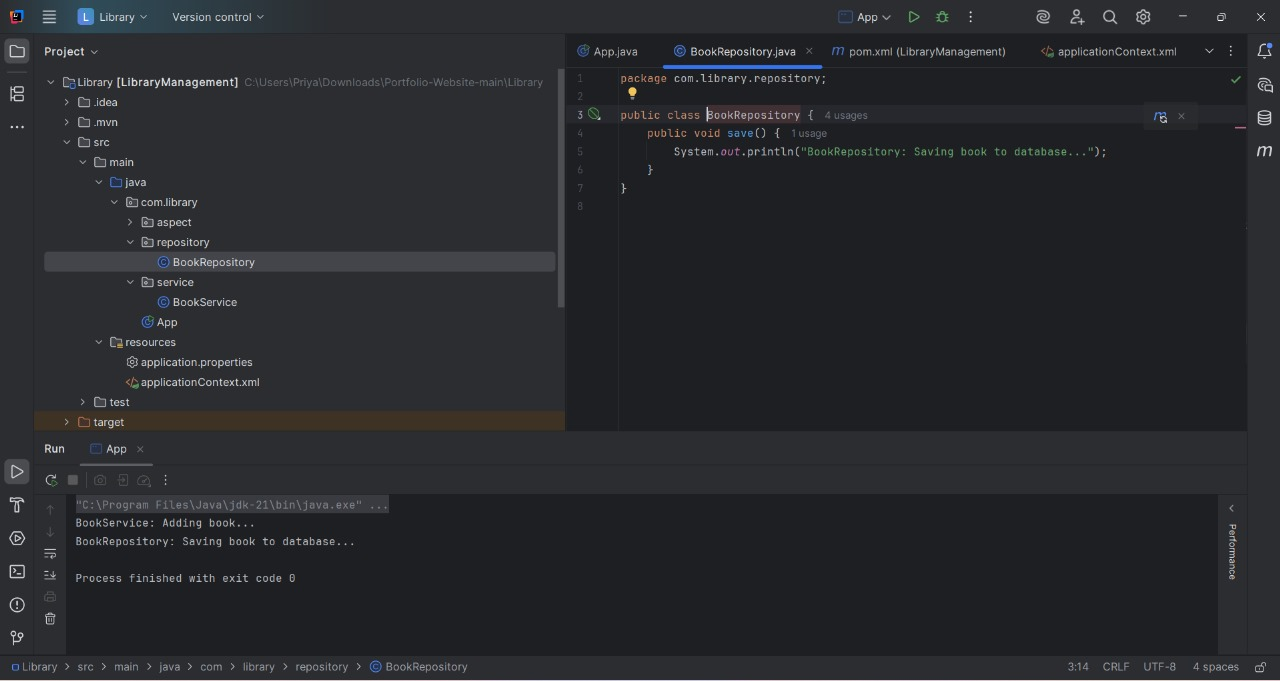 L Library Version control App
Project
Library [LibraryManagement] C:\Users\Priya\Downloads\Portfolio-Website-main\Library
.idea
.mvn
src
main
java
com.library
aspect
repository
BookRepository
service
BookService
App
resources
application.properties
applicationContext.xml
test
target
App.java BookRepository.java pom.xml (LibraryManagement) applicationContext.xml
1 package com.library.repository;
2
3 public class BookRepository { 4 usages
4 public void save() { 1 usage
5 System.out.println("BookRepository: Saving book to database...");
6 }
7 }
8
Run App
"C:\Program Files\Java\jdk-21\bin\java.exe" ...
BookService: Adding book...
BookRepository: Saving book to database...
Process finished with exit code 0
Performance
Library > src > main > java > com > library > repository > BookRepository 3:14 CRLF UTF-8 4 spaces